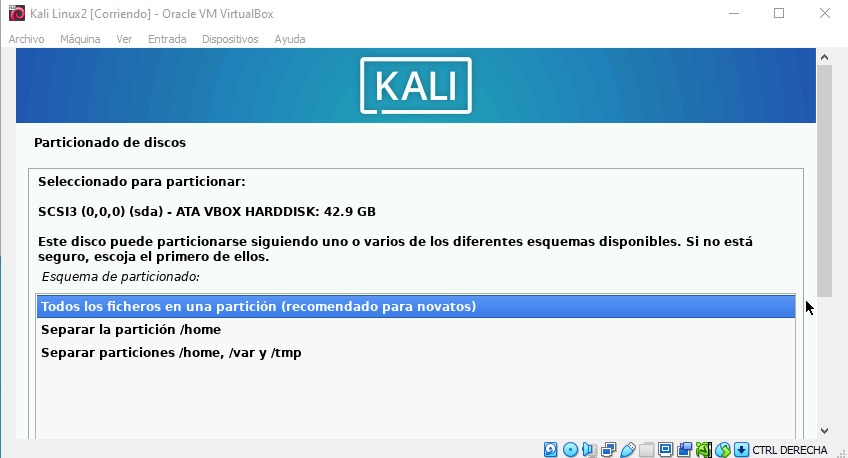 Kali Linux2 [Corriendo] - Oracle VM VirtualBox
Archivo Máquina Ver Entrada Dispositivos Ayuda
KALI
Particionado de discos
Seleccionado para particionar:
SCSI3 (0,0,0) (sda) - ATA VBOX HARDDISK: 42.9 GB
Este disco puede particionarse siguiendo uno o varios de los diferentes esquemas disponibles. Si no está
seguro, escoja el primero de ellos.
Esquema de particionado:
Todos los ficheros en una partición (recomendado para novatos)
Separar la partición /home
Separar particiones /home, /var y /tmp
CTRL DERECHA